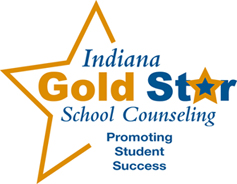 Indiana
Gold Star
School Counseling
Promoting
Student
Success